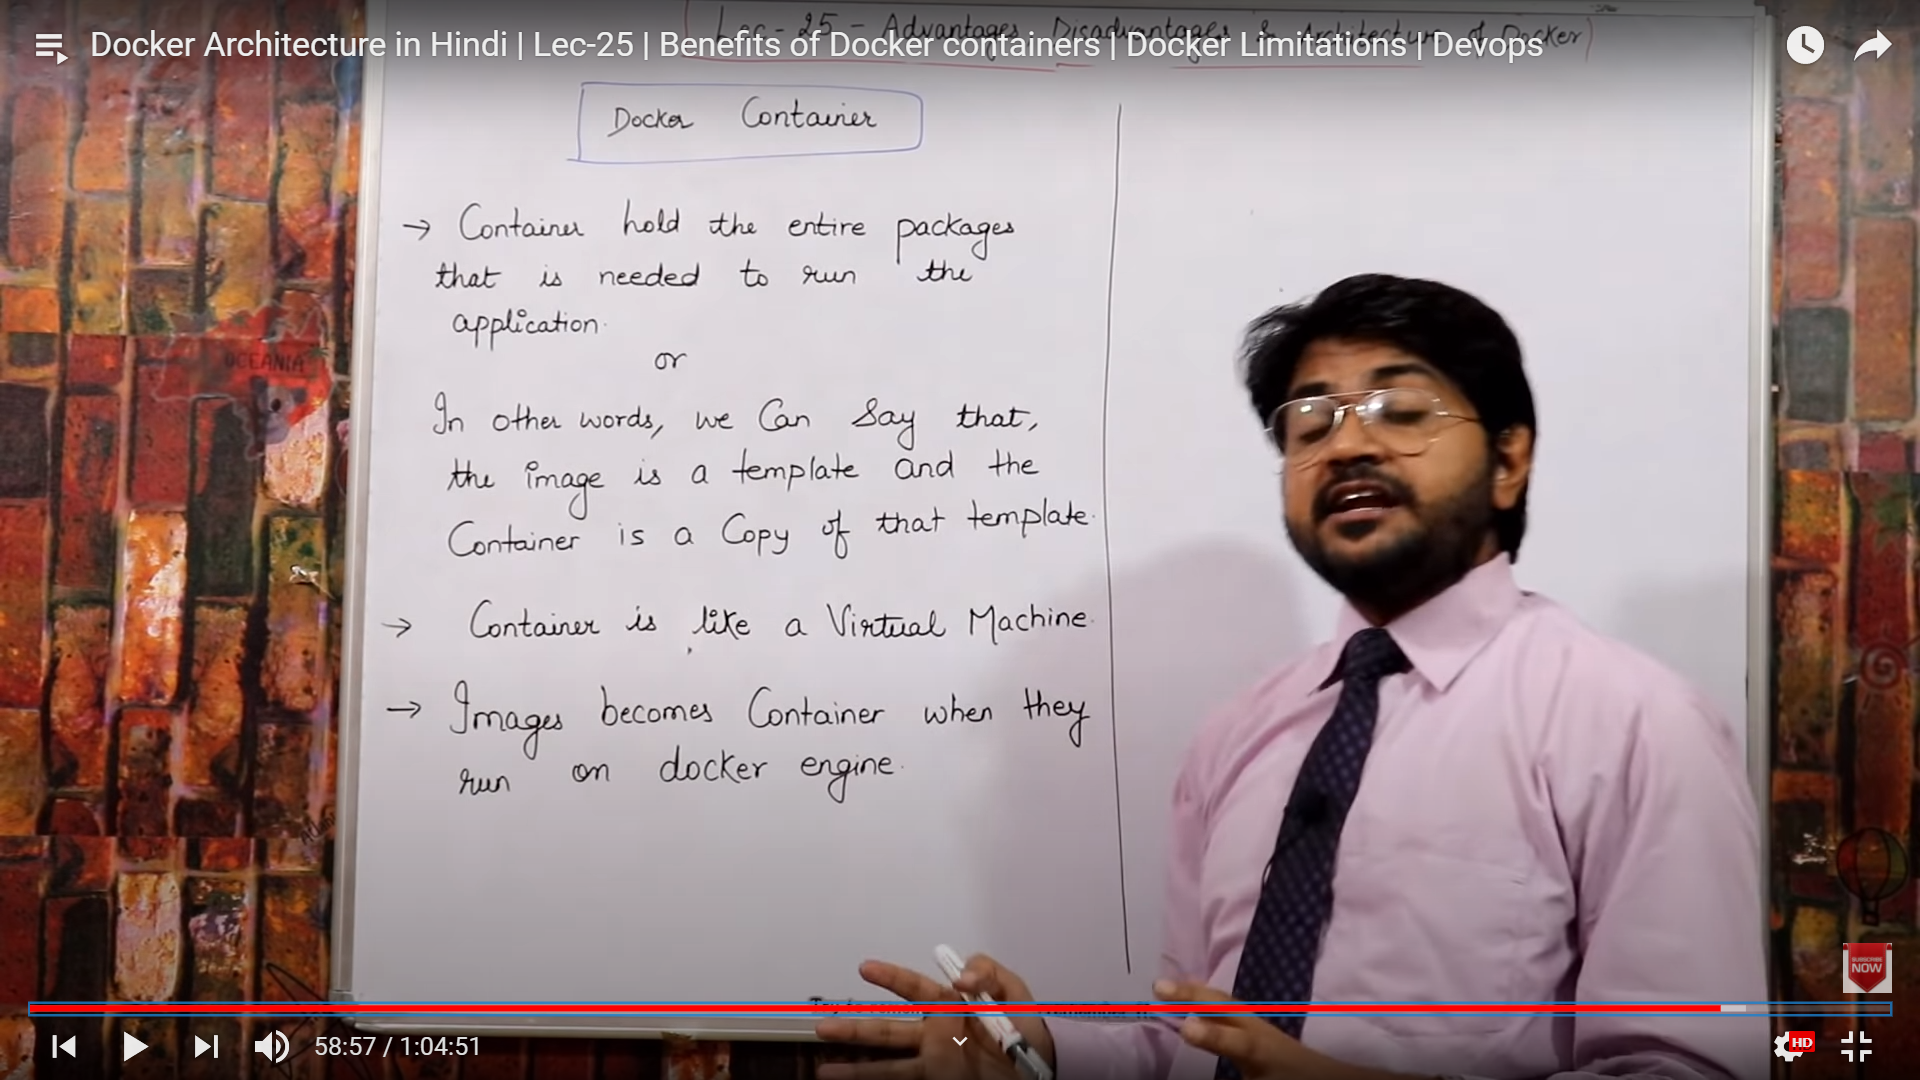 Lec-25 - Advantages, Disadvantages & Architecture of Docker
Docker Architecture in Hindi | Lec-25 | Benefits of Docker containers | Docker Limitations | Devops
Docker Container
→ Container hold the entire packages
that is needed to run the
application.
or
In other words, we Can Say that,
the image is a template and the
Container is a Copy of that template.
→ Container is like a Virtual Machine.
→ Images becomes Container when they
run on docker engine.
OCEANIA
SUBSCRIBE
NOW
58:57 / 1:04:51
HD